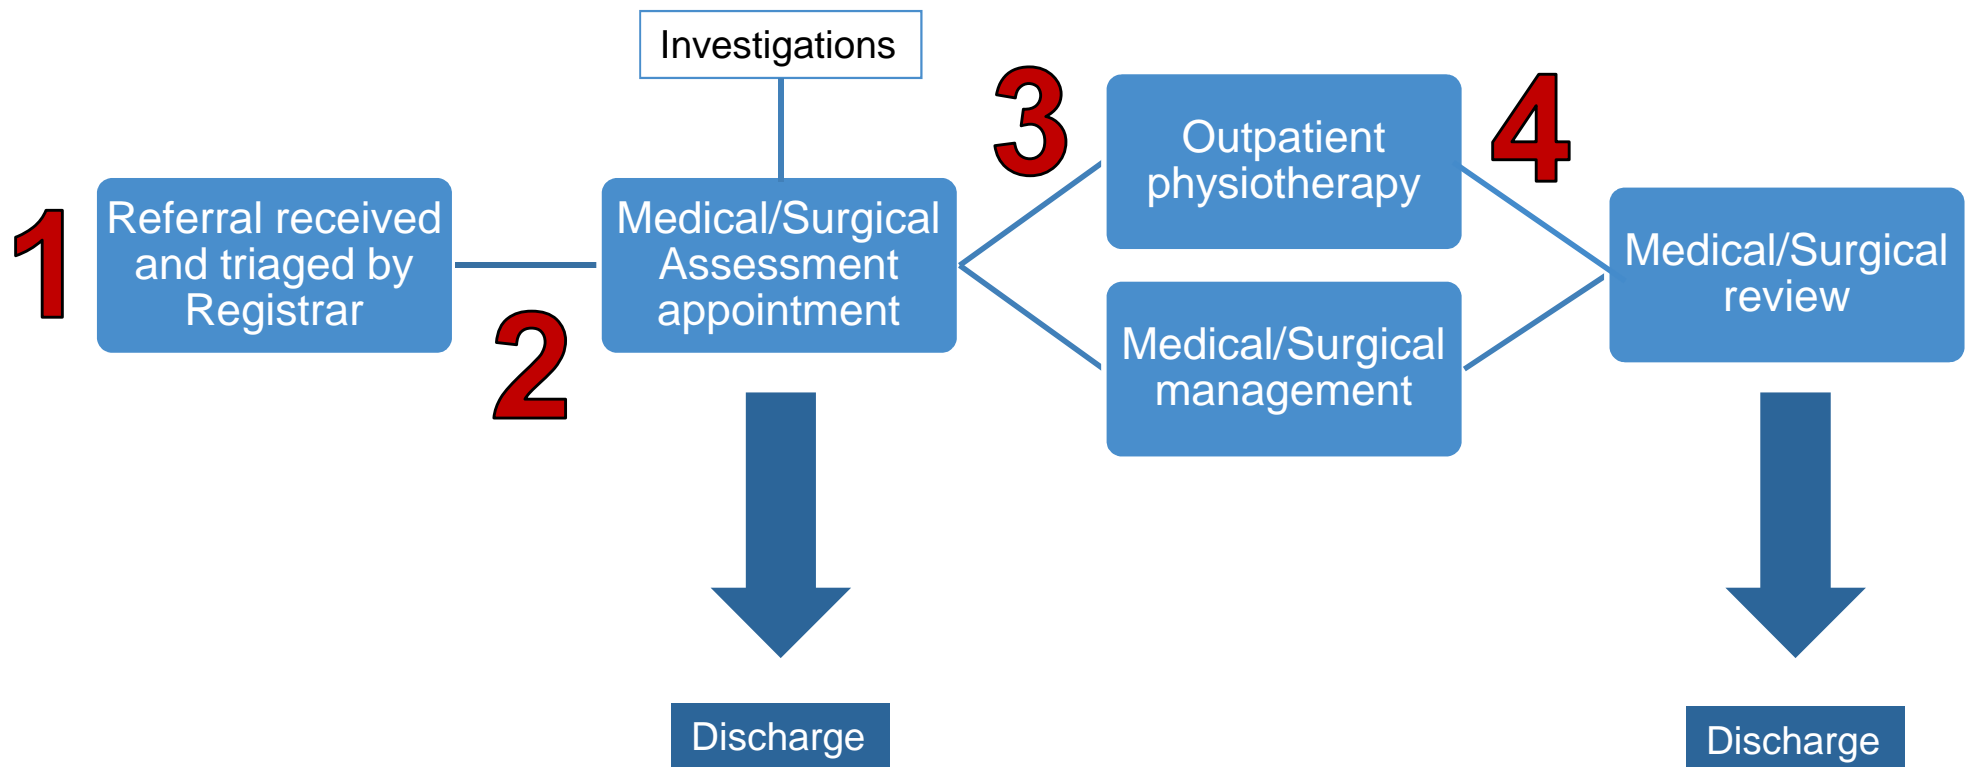 Investigations
1
Referral received
and triaged by
Registrar
2
Medical/Surgical
Assessment
appointment
3
Outpatient
physiotherapy
Medical/Surgical
management
4
Medical/Surgical
review
Discharge
Discharge